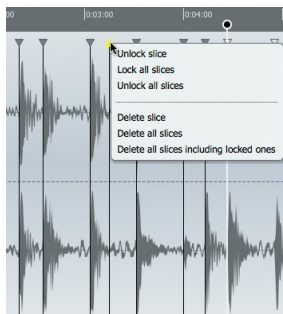 00 0:03:00 0:04:00
Unlock slice
Lock all slices
Unlock all slices
Delete slice
Delete all slices
Delete all slices including locked ones